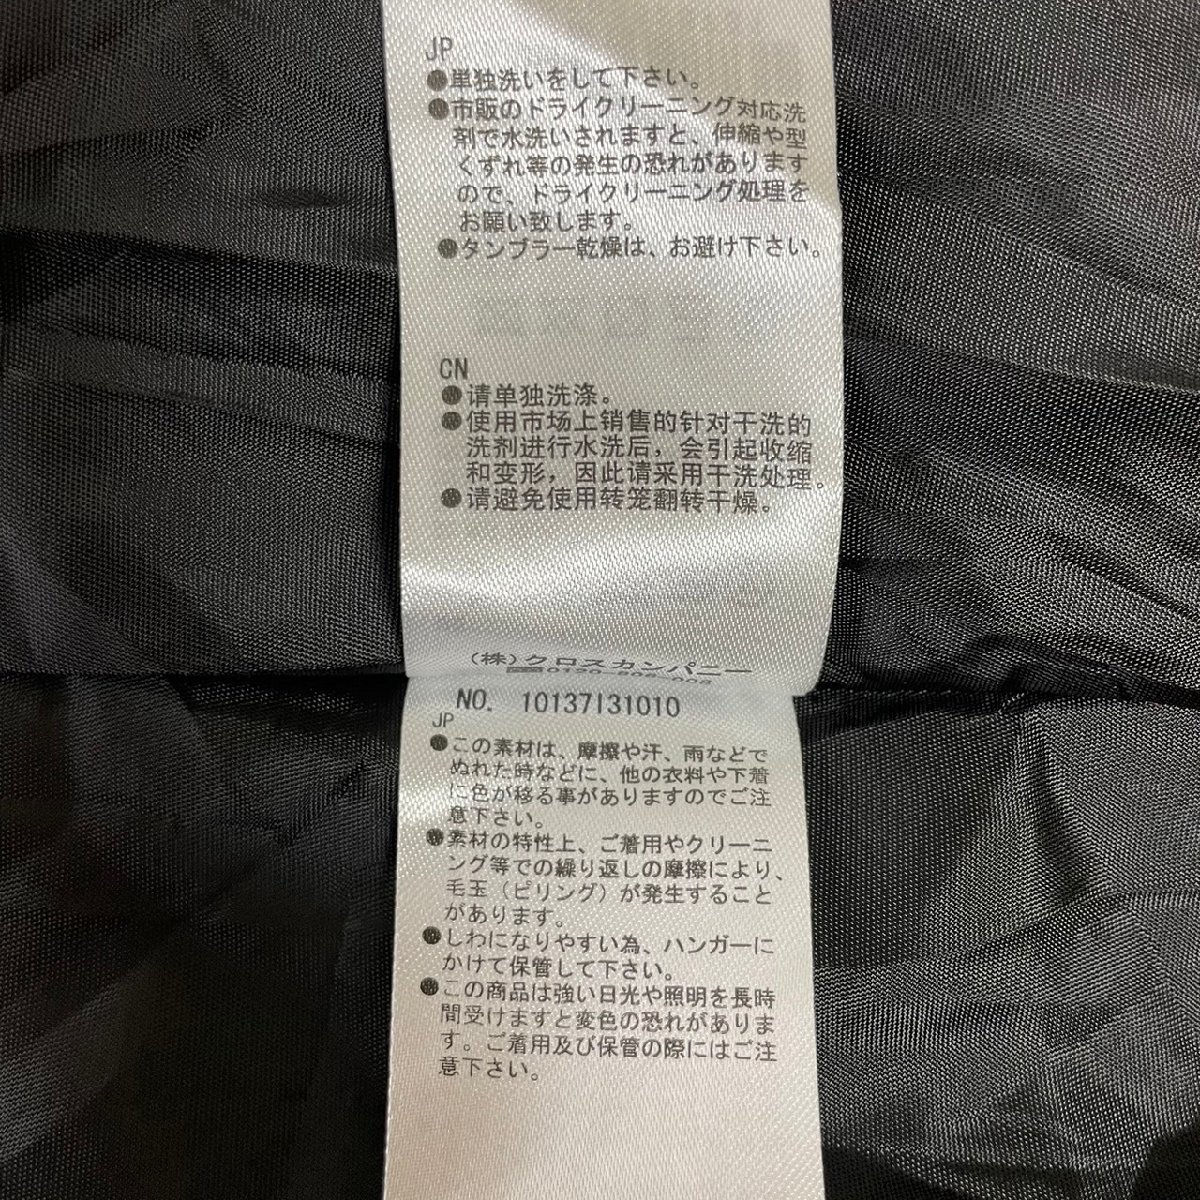 JP
●単独洗いをして下さい。
●市販のドライクリーニング対応洗
剤で水洗いされますと、伸縮や型
くずれ等の発生の恐れがあります
ので、ドライクリーニング処理を
お願い致します。
●タンブラー乾燥は、お避け下さい。
CN
●请单独洗涤。
●使用市场上销售的针对干洗的
洗剂进行水洗后，会引起收缩
和变形，因此请采用干洗处理。
●请避免使用转笼翻转干燥。
(株)クロスカンパニー
NO. 10137131010
JP
●この素材は、摩擦や汗、雨などで
ぬれた時などに、他の衣料や下着
に色が移る事がありますのでご注
意下さい。
●素材の特性上、ご着用やクリーニ
ング等での繰り返しの摩擦により、
毛玉(ピリング)が発生すること
があります。
●しわになりやすい為、ハンガーに
かけて保管して下さい。
●この商品は強い日光や照明を長時
間受けますと変色の恐れがありま
す。ご着用及び保管の際にはご注
意下さい。